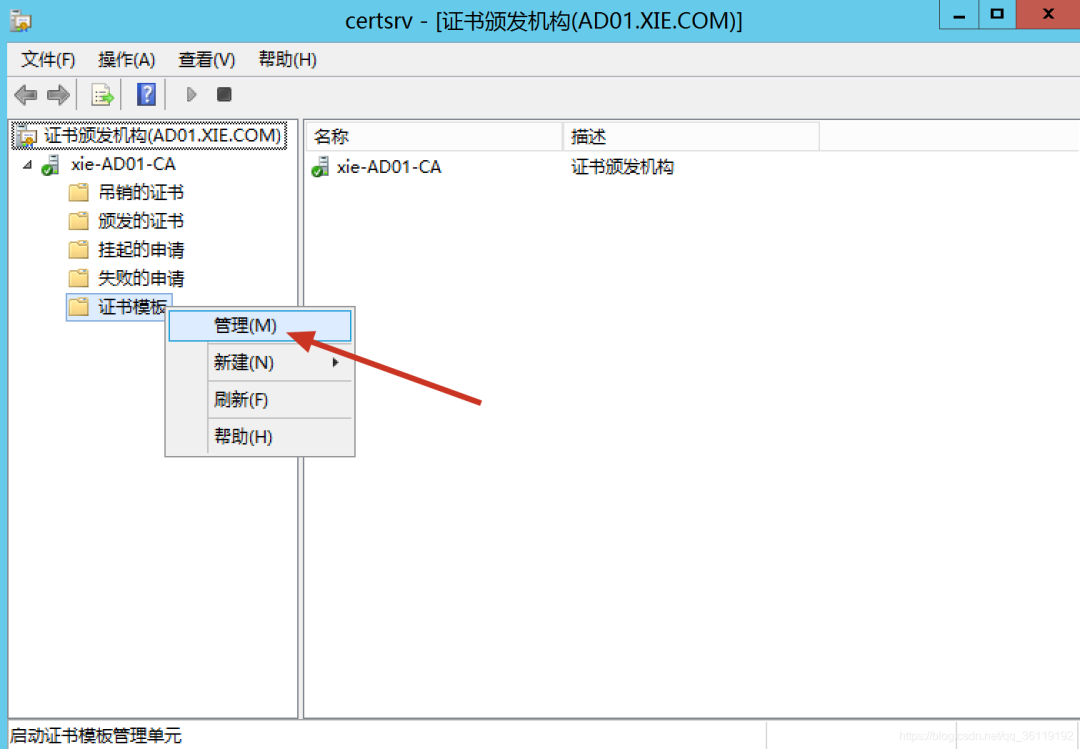 certsrv - [证书颁发机构(AD01.XIE.COM)]
文件(F) 操作(A) 查看(V) 帮助(H)
证书颁发机构(AD01.XIE.COM)
xie-AD01-CA
吊销的证书
颁发的证书
挂起的申请
失败的申请
证书模板
名称 描述
xie-AD01-CA 证书颁发机构
管理(M)
新建(N)
刷新(F)
帮助(H)
启动证书模板管理单元
https://blog.csdn.net/qq_36119192